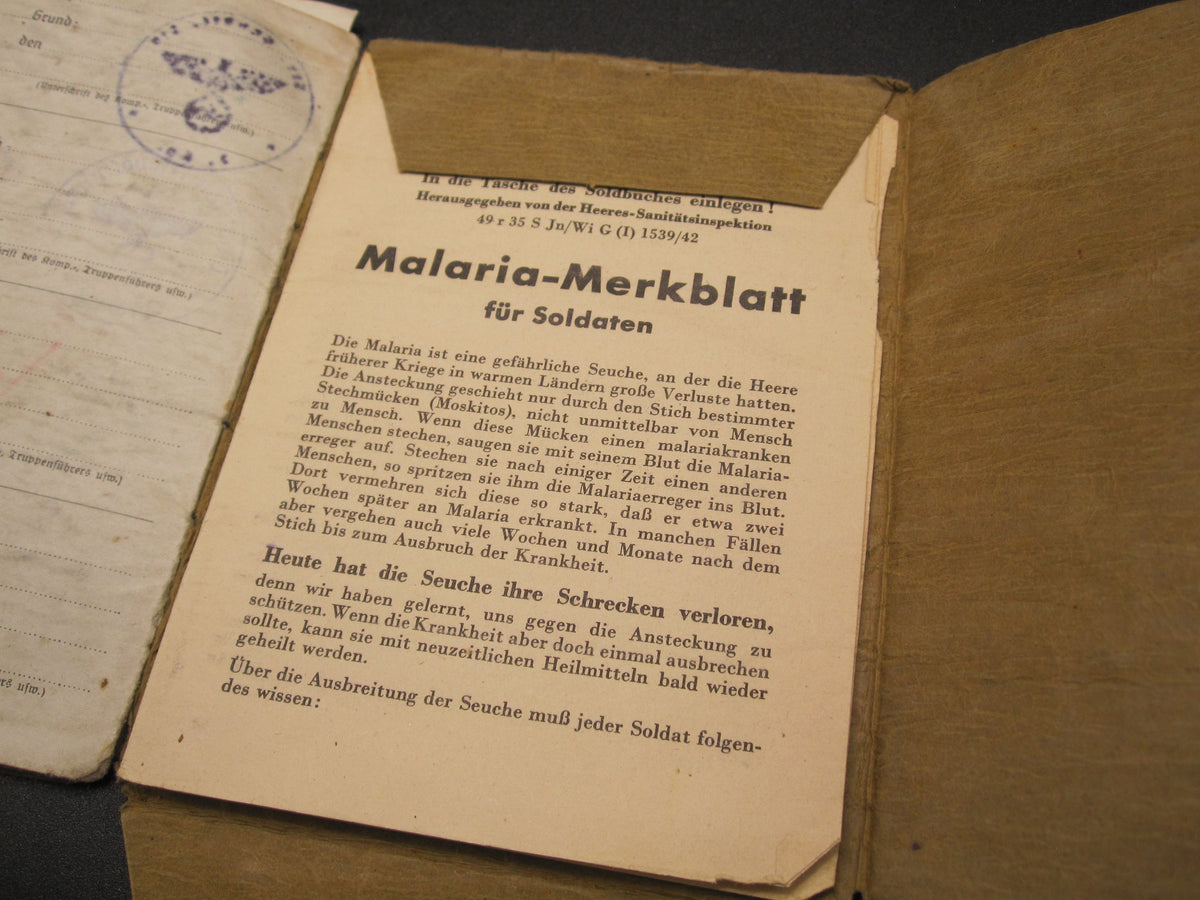 Grund:
den
(Unterschrift des Komp.-, Truppenführers usw.)
des Komp.-, Truppenführers usw.)
Truppenführers usw.)
usw.)
In die Tasche des Soldbuches einlegen!
Herausgegeben von der Heeres-Sanitätsinspektion
49 r 35 S Jn/Wi G (I) 1539/42
Malaria-Merkblatt
für Soldaten
Die Malaria ist eine gefährliche Seuche, an der die Heere
früherer Kriege in warmen Ländern große Verluste hatten.
Die Ansteckung geschieht nur durch den Stich bestimmter
Stechmücken (Moskitos), nicht unmittelbar von Mensch
zu Mensch. Wenn diese Mücken einen malariakranken
Menschen stechen, saugen sie mit seinem Blut die Malaria-
erreger auf. Stechen sie nach einiger Zeit einen anderen
Menschen, so spritzen sie ihm die Malariaerreger ins Blut.
Dort vermehren sich diese so stark, daß er etwa zwei
Wochen später an Malaria erkrankt. In manchen Fällen
aber vergehen auch viele Wochen und Monate nach dem
Stich bis zum Ausbruch der Krankheit.
Heute hat die Seuche ihre Schrecken verloren,
denn wir haben gelernt, uns gegen die Ansteckung zu
schützen. Wenn die Krankheit aber doch einmal ausbrechen
sollte, kann sie mit neuzeitlichen Heilmitteln bald wieder
geheilt werden.
Über die Ausbreitung der Seuche muß jeder Soldat folgen-
des wissen: